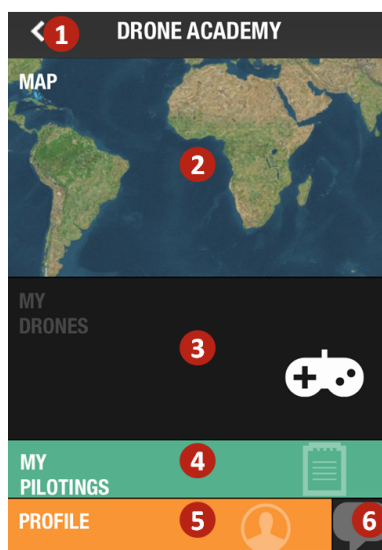 1 DRONE ACADEMY
MAP
2
MY
DRONES
3
MY
PILOTINGS
4
PROFILE 5 6